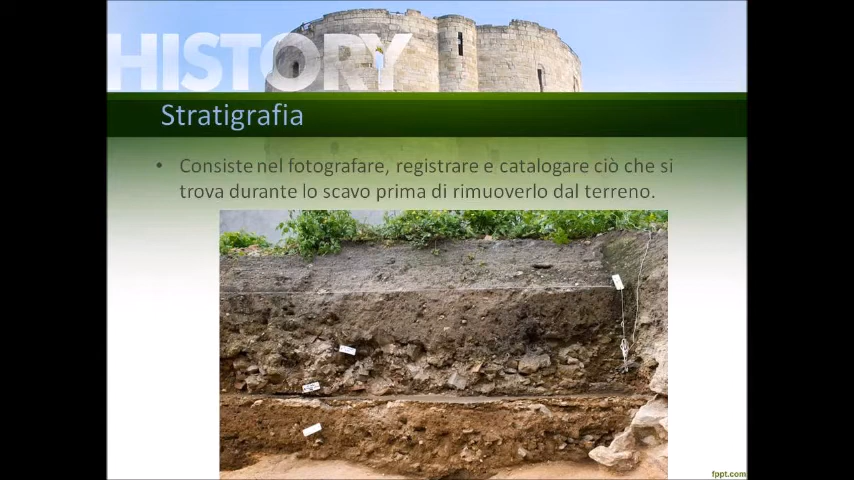 HISTORY
Stratigrafia
• Consiste nel fotografare, registrare e catalogare ciò che si
trova durante lo scavo prima di rimuoverlo dal terreno.
fppt.com